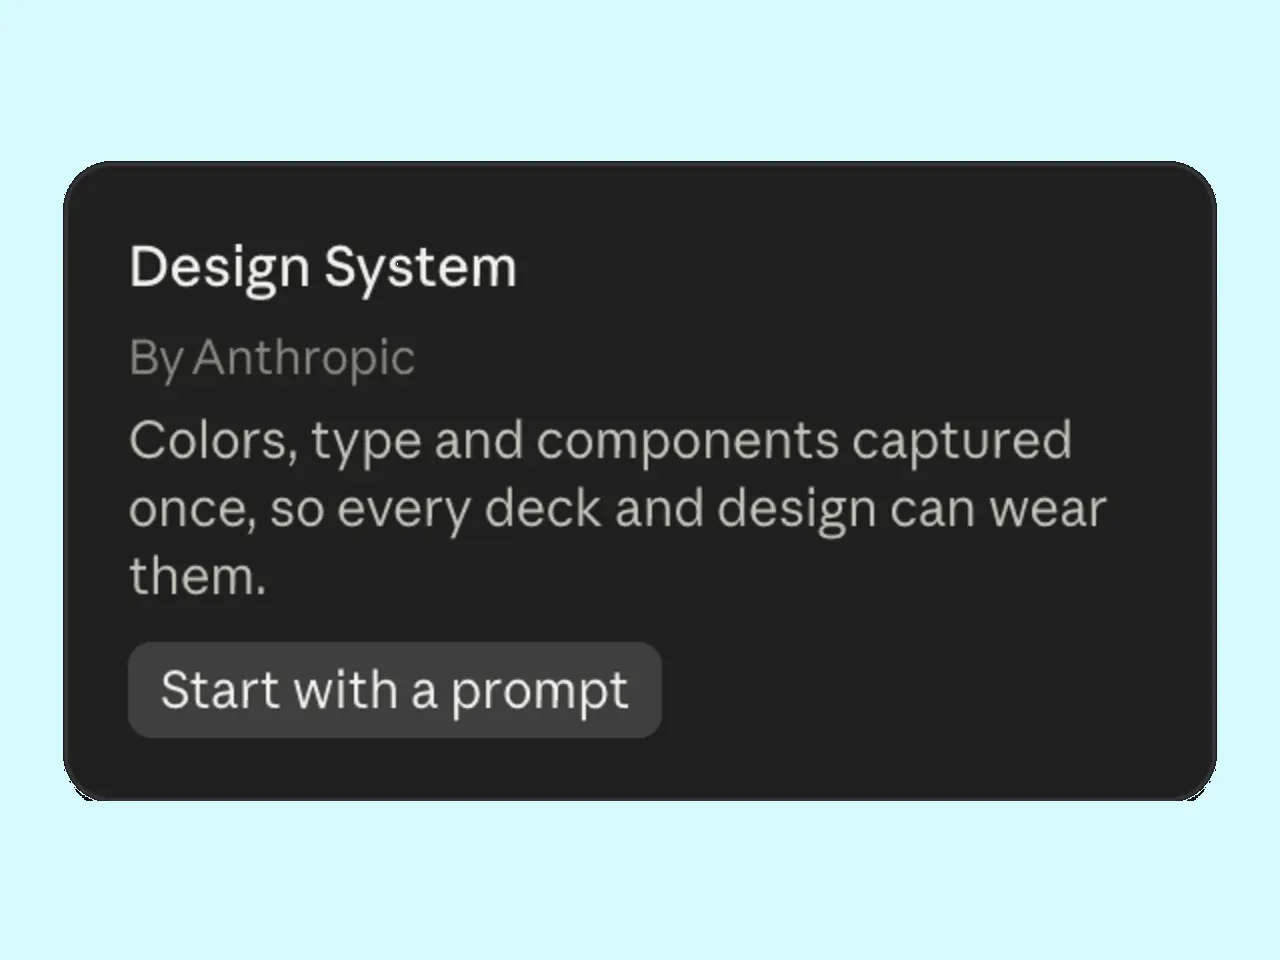 Design System
By Anthropic
Colors, type and components captured
once, so every deck and design can wear
them.
Start with a prompt